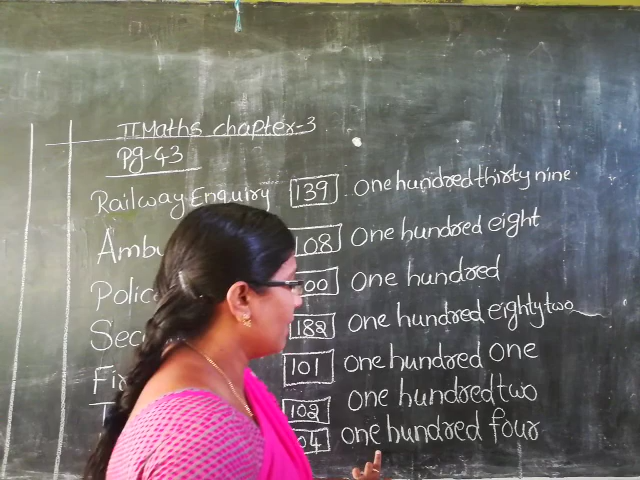 II Maths chapter-3
Pg-43
Railway Enquiry 139 one hundred thirty nine
108 one hundred eight
one hundred
182 one hundred eighty two
101 one hundred one
102 one hundred two
one hundred four